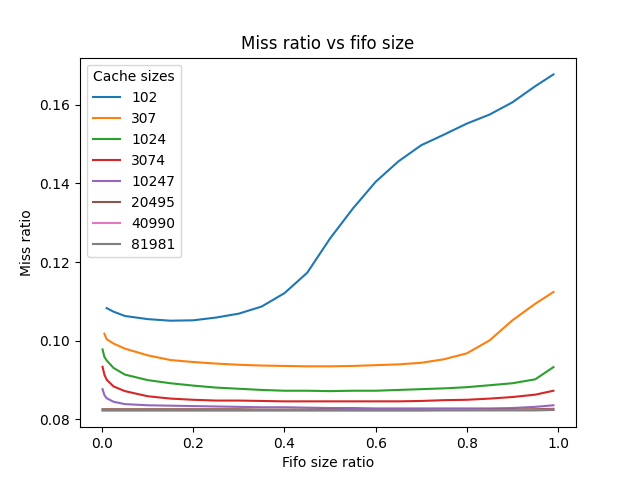 Miss ratio vs fifo size
Cache sizes
102
307
1024
3074
10247
20495
40990
81981
0.16
0.14
0.12
0.10
0.08
Miss ratio
0.0 0.2 0.4 0.6 0.8 1.0
Fifo size ratio